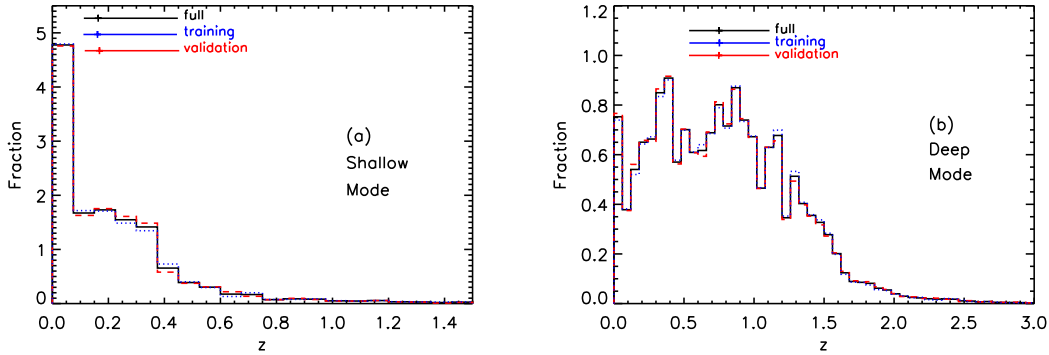 full
training
validation
5
4
3
2
1
0
Fraction
(a)
Shallow
Mode
0.0 0.2 0.4 0.6 0.8 1.0 1.2 1.4
z
full
training
validation
1.2
1.0
0.8
0.6
0.4
0.2
0.0
Fraction
(b)
Deep
Mode
0.0 0.5 1.0 1.5 2.0 2.5 3.0
z